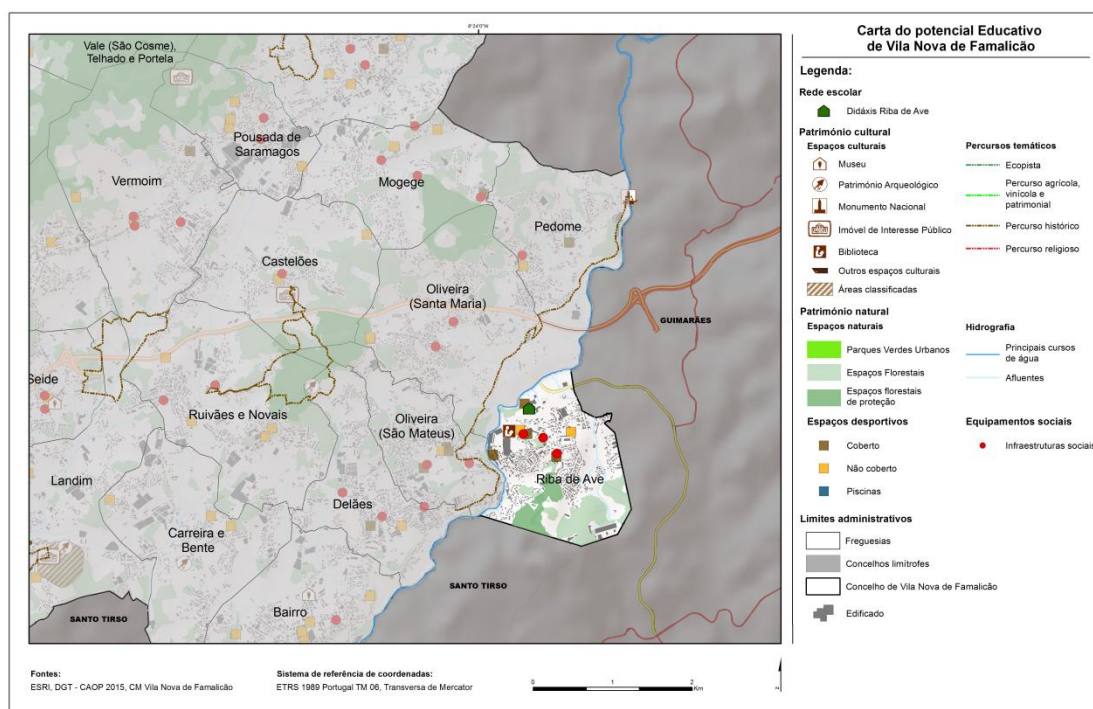 8°24'0"W
Vale (São Cosme),
Telhado e Portela
Pousada de
Saramagos
Vermoim
Mogege
Pedome
Castelões
Oliveira
(Santa Maria)
GUIMARÃES
Seide
Ruivães e Novais
Oliveira
(São Mateus)
Riba de Ave
Landim
Delães
Carreira e
Bente
SANTO TIRSO
SANTO TIRSO
Bairro
Carta do potencial Educativo
de Vila Nova de Famalicão
Legenda:
Rede escolar
Didáxis Riba de Ave
Património cultural
Espaços culturais
Museu
Património Arqueológico
Monumento Nacional
Imóvel de Interesse Público
Biblioteca
Outros espaços culturais
Áreas classificadas
Percursos temáticos
Ecopista
Percurso agrícola,
vinícola e
patrimonial
Percurso histórico
Percurso religioso
Património natural
Espaços naturais
Parques Verdes Urbanos
Espaços Florestais
Espaços florestais
de proteção
Hidrografia
Principais cursos
de água
Afluentes
Espaços desportivos
Coberto
Não coberto
Piscinas
Equipamentos sociais
Infraestruturas sociais
Limites administrativos
Freguesias
Concelhos limítrofes
Concelho de Vila Nova de Famalicão
Edificado
Fontes:
ESRI, DGT - CAOP 2015, CM Vila Nova de Famalicão
Sistema de referência de coordenadas:
ETRS 1989 Portugal TM 06, Transversa de Mercator
0 1 2
Km